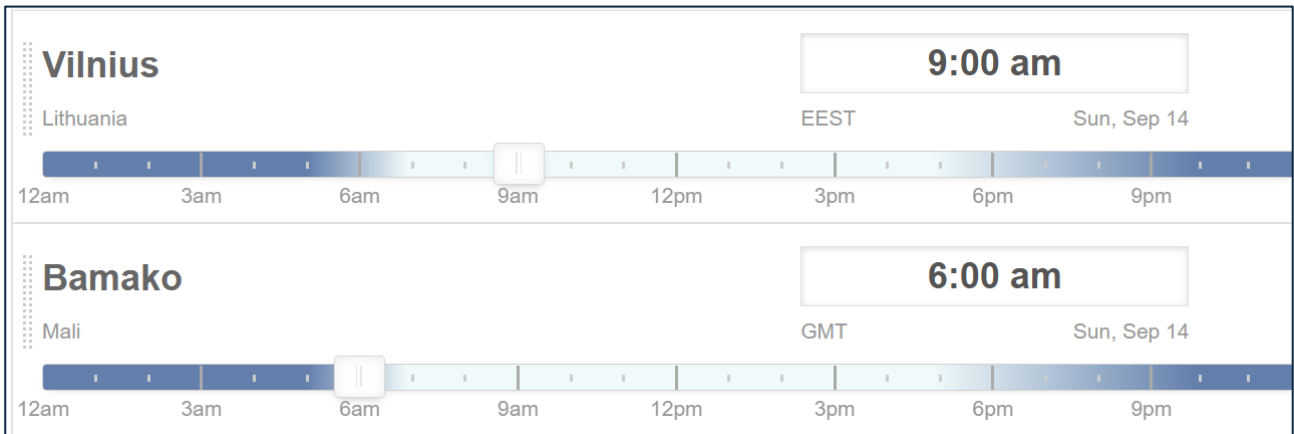 Vilnius
9:00 am
Lithuania
EEST
Sun, Sep 14
12am 3am 6am 9am 12pm 3pm 6pm 9pm
Bamako
6:00 am
Mali
GMT
Sun, Sep 14
12am 3am 6am 9am 12pm 3pm 6pm 9pm